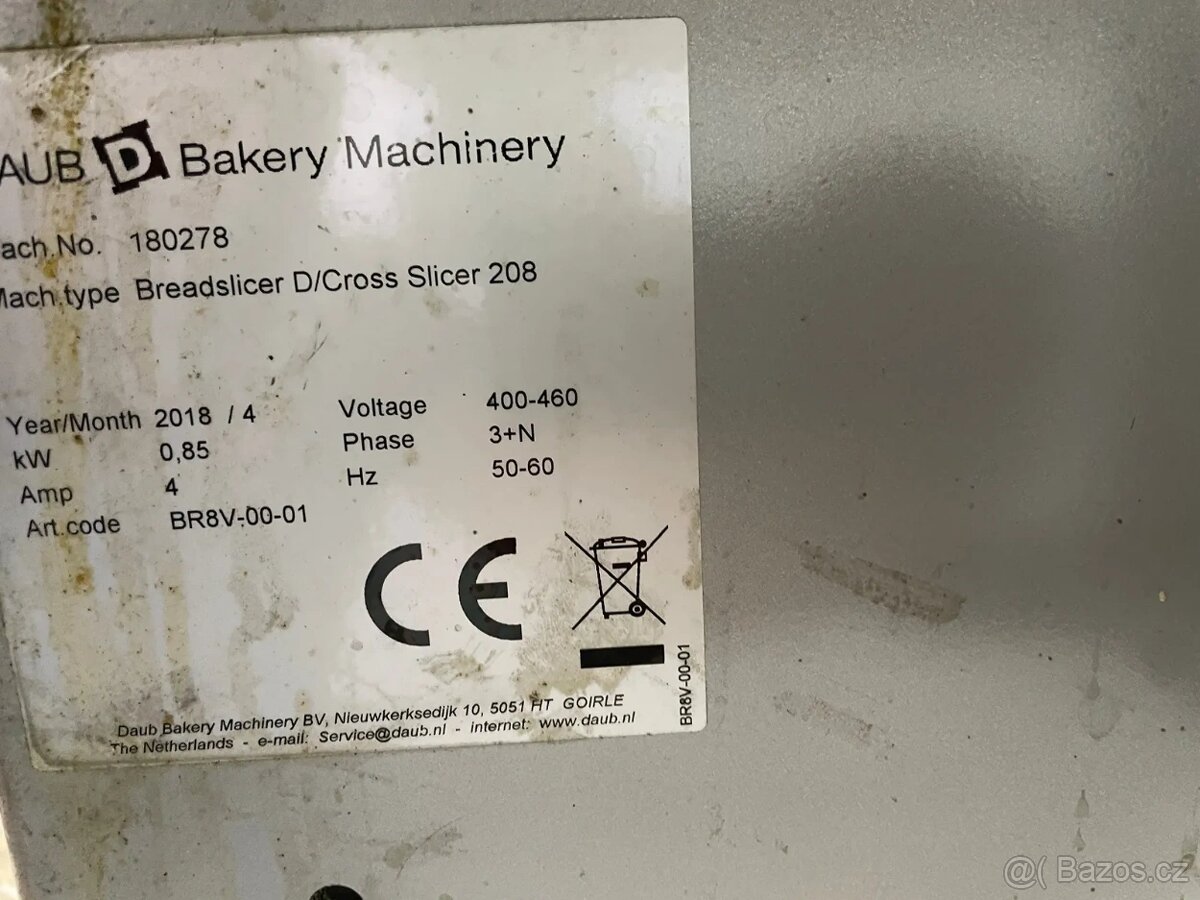 AUB D Bakery Machinery
ach.No. 180278
Mach.type Breadslicer D/Cross Slicer 208
Year/Month 2018 / 4 Voltage 400-460
kW 0,85 Phase 3+N
Amp 4 Hz 50-60
Art.code BR8V-00-01
CE
BR8V-00-01
Daub Bakery Machinery BV, Nieuwkerksedijk 10, 5051 HT GOIRLE
The Netherlands - e-mail: Service@daub.nl - internet: www.daub.nl
@( Bazos.cz